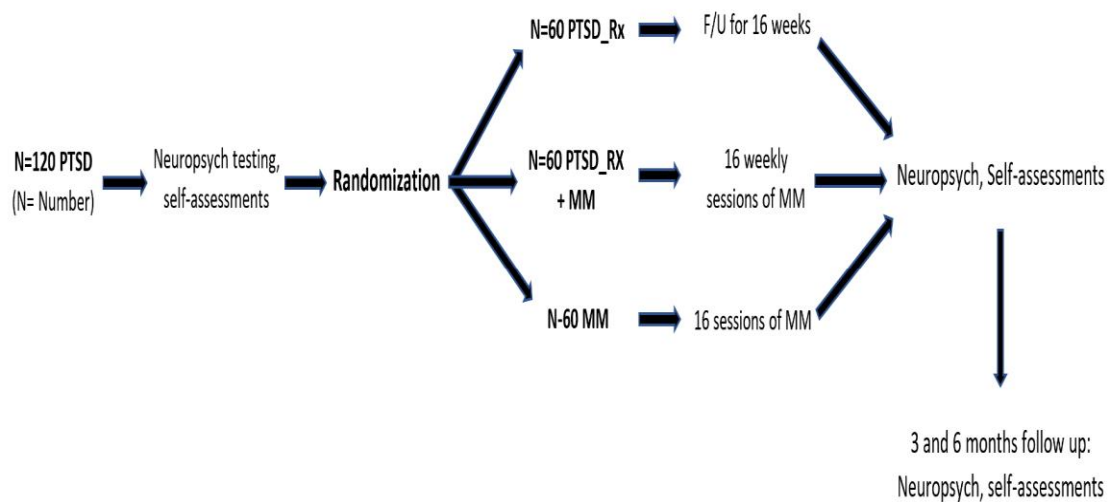 N=120 PTSD
(N= Number)
Neuropsych testing,
self-assessments
Randomization
N=60 PTSD_Rx
F/U for 16 weeks
N=60 PTSD_RX
+ MM
16 weekly
sessions of MM
N-60 MM
16 sessions of MM
Neuropsych, Self-assessments
3 and 6 months follow up:
Neuropsych, self-assessments